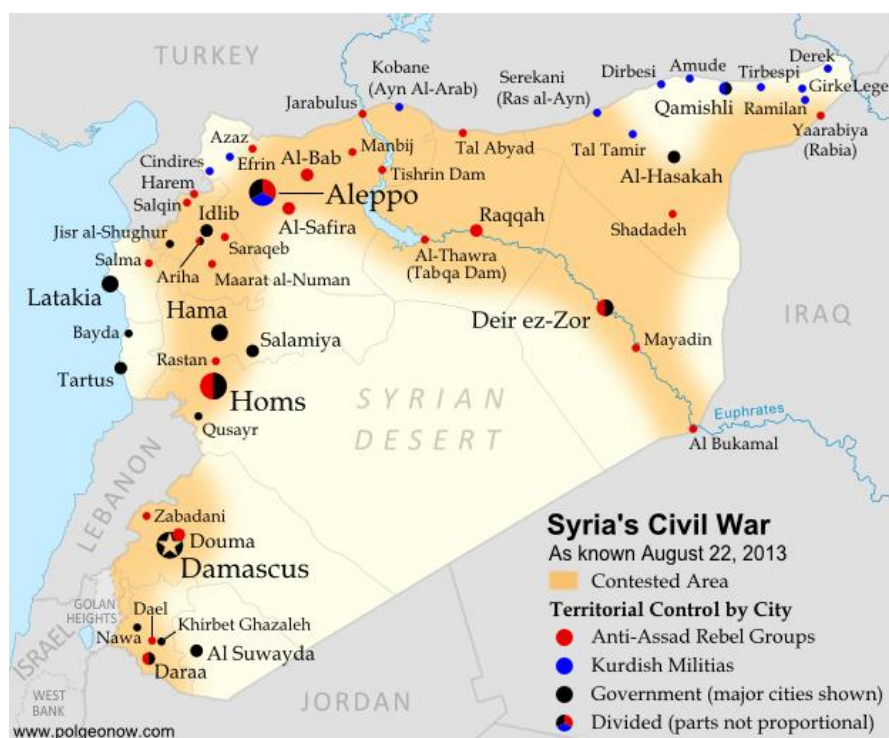 TURKEY
Kobane
(Ayn Al-Arab)
Serekani
(Ras al-Ayn)
Dirbesi
Amude
Tirbespi
Derek
GirkeLege
Qamishli
Ramilan
Yaarabiya
(Rabia)
Jarabulus
Azaz
Manbij
Tal Abyad
Tal Tamir
Cindires
Efrin
Al-Bab
Tishrin Dam
Al-Hasakah
Harem
Salqin
Aleppo
Idlib
Al-Safira
Raqqah
Shadadeh
Jisr al-Shughur
Saraqeb
Salma
Ariha
Al-Thawra
(Tabqa Dam)
Maarat al-Numan
Latakia
Hama
Deir ez-Zor
IRAQ
Bayda
Salamiya
Mayadin
Rastan
Tartus
Homs
SYRIAN
DESERT
Qusayr
Euphrates
Al Bukamal
LEBANON
Zabadani
Douma
Damascus
GOLAN
HEIGHTS
Dael
Khirbet Ghazaleh
Nawa
Al Suwayda
Daraa
ISRAEL
WEST
BANK
JORDAN
www.polgeonow.com
Syria's Civil War
As known August 22, 2013
Contested Area
Territorial Control by City
Anti-Assad Rebel Groups
Kurdish Militias
Government (major cities shown)
Divided (parts not proportional)